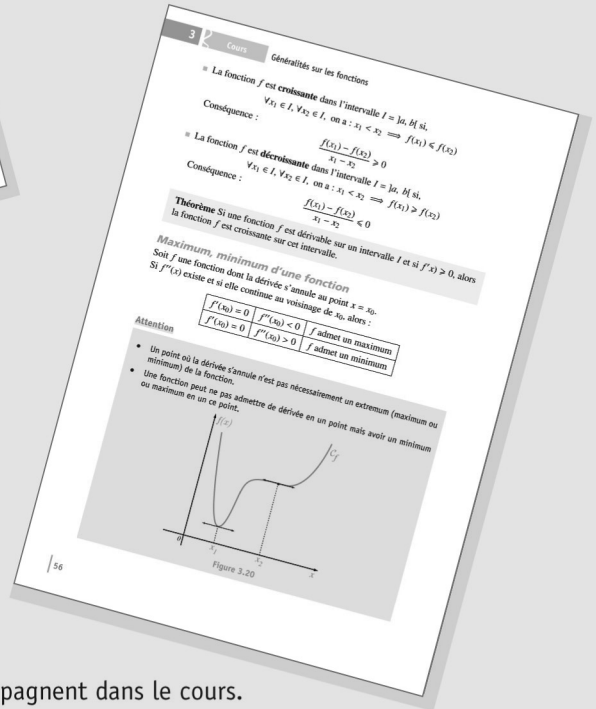 3
Cours
Généralités sur les fonctions
La fonction f est croissante dans l'intervalle I = ]a, b[ si,
∀x₁ ∈ I, ∀x₂ ∈ I, on a : x₁ < x₂ ⟹ f(x₁) ⩽ f(x₂)
Conséquence :
f(x₁) − f(x₂)
x₁ − x₂
⩾ 0
La fonction f est décroissante dans l'intervalle I = ]a, b[ si,
∀x₁ ∈ I, ∀x₂ ∈ I, on a : x₁ < x₂ ⟹ f(x₁) ⩾ f(x₂)
Conséquence :
f(x₁) − f(x₂)
x₁ − x₂
⩽ 0
Théorème Si une fonction f est dérivable sur un intervalle I et si f'x) ⩾ 0, alors
la fonction f est croissante sur cet intervalle.
Maximum, minimum d'une fonction
Soit f une fonction dont la dérivée s'annule au point x = x₀.
Si f''(x) existe et si elle continue au voisinage de x₀, alors :
f'(x₀) = 0 f''(x₀) < 0 f admet un maximum
f'(x₀) = 0 f''(x₀) > 0 f admet un minimum
Attention
• Un point où la dérivée s'annule n'est pas nécessairement un extremum (maximum ou
minimum) de la fonction.
• Une fonction peut ne pas admettre de dérivée en un point mais avoir un minimum
ou maximum en un ce point.
f(x)
C_f
0
x₁
x₂
x
Figure 3.20
56
pagnent dans le cours.